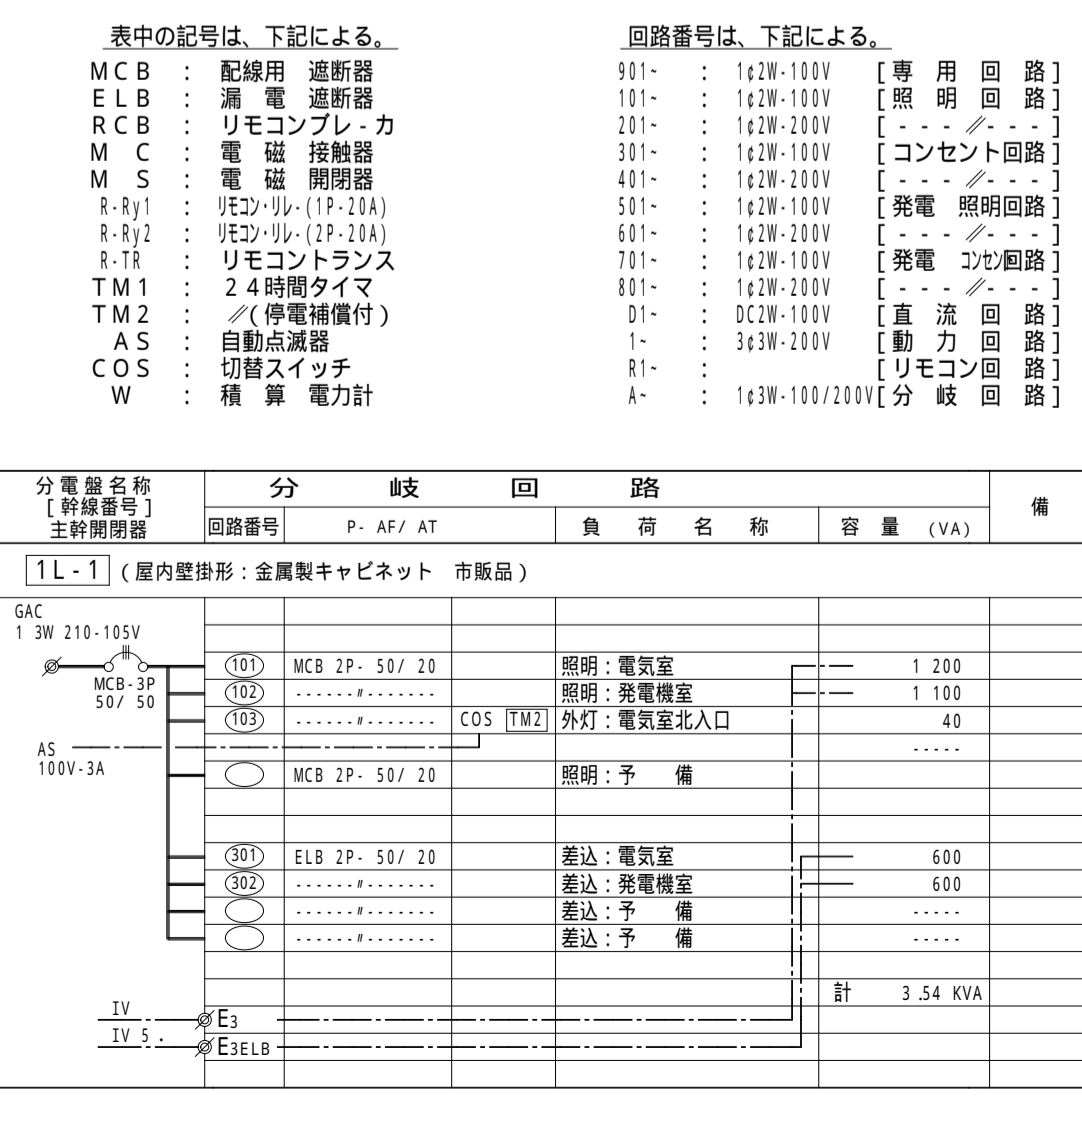 表中の記号は、下記による。
MCB : 配線用 遮断器
ELB : 漏 電 遮断器
RCB : リモコンブレ-カ
M C : 電 磁 接触器
M S : 電 磁 開閉器
R-Ry1 : リモコン・リレ-(1P-20A)
R-Ry2 : リモコン・リレ-(2P-20A)
R-TR : リモコントランス
TM1 : 24時間タイマ
TM2 : 〃(停電補償付)
AS : 自動点滅器
COS : 切替スイッチ
W : 積 算 電力計
回路番号は、下記による。
901~ : 1¢2W-100V [専 用 回 路]
101~ : 1¢2W-100V [照 明 回 路]
201~ : 1¢2W-200V [- - - 〃- - -]
301~ : 1¢2W-100V [コンセント回路]
401~ : 1¢2W-200V [- - - 〃- - -]
501~ : 1¢2W-100V [発電 照明回路]
601~ : 1¢2W-200V [- - - 〃- - -]
701~ : 1¢2W-100V [発電 コンセント回路]
801~ : 1¢2W-200V [- - - 〃- - -]
D1~ : DC2W-100V [直 流 回 路]
1~ : 3¢3W-200V [動 力 回 路]
R1~ : [リモコン回 路]
A~ : 1¢3W-100/200V[分 岐 回 路]
分電盤名称
[幹線番号]
主幹開閉器
分 岐 回 路
回路番号 P- AF/ AT 負 荷 名 称 容 量 (VA)
備
1L-1 (屋内壁掛形:金属製キャビネット 市販品)
GAC
1 3W 210-105V
MCB-3P
50/ 50
101 MCB 2P- 50/ 20 照明:電気室 1 200
102 ------〃------- 照明:発電機室 1 100
103 ------〃------- COS TM2 外灯:電気室北入口 40
AS
100V-3A
-----
MCB 2P- 50/ 20 照明:予 備
301 ELB 2P- 50/ 20 差込:電気室 600
302 ------〃------- 差込:発電機室 600
------〃------- 差込:予 備 -----
------〃------- 差込:予 備 -----
計 3.54 KVA
IV E3
IV 5. E3ELB